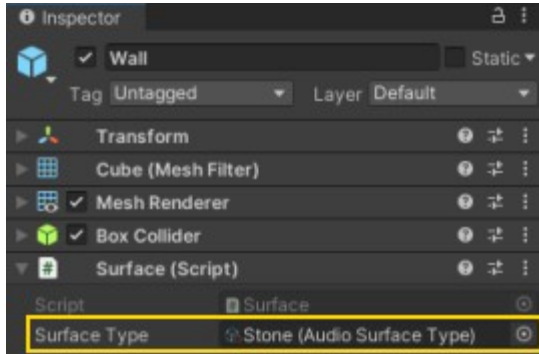 Inspector
Wall Static
Tag Untagged Layer Default
Transform
Cube (Mesh Filter)
Mesh Renderer
Box Collider
# Surface (Script)
Script Surface
Surface Type Stone (Audio Surface Type)